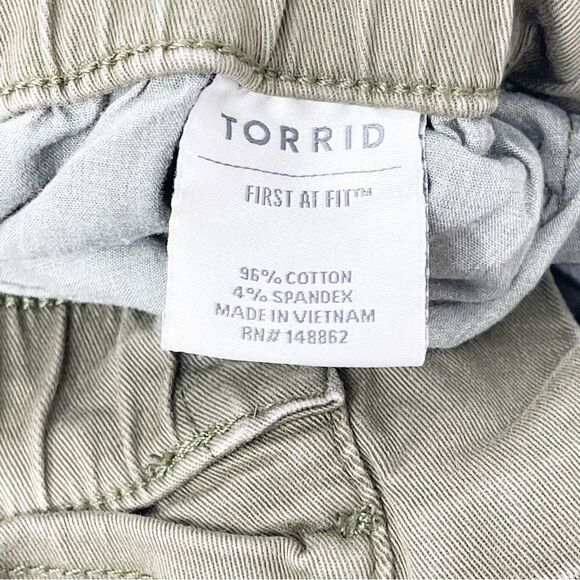 TORRID
FIRST AT FIT™
96% COTTON
4% SPANDEX
MADE IN VIETNAM
RN# 148862